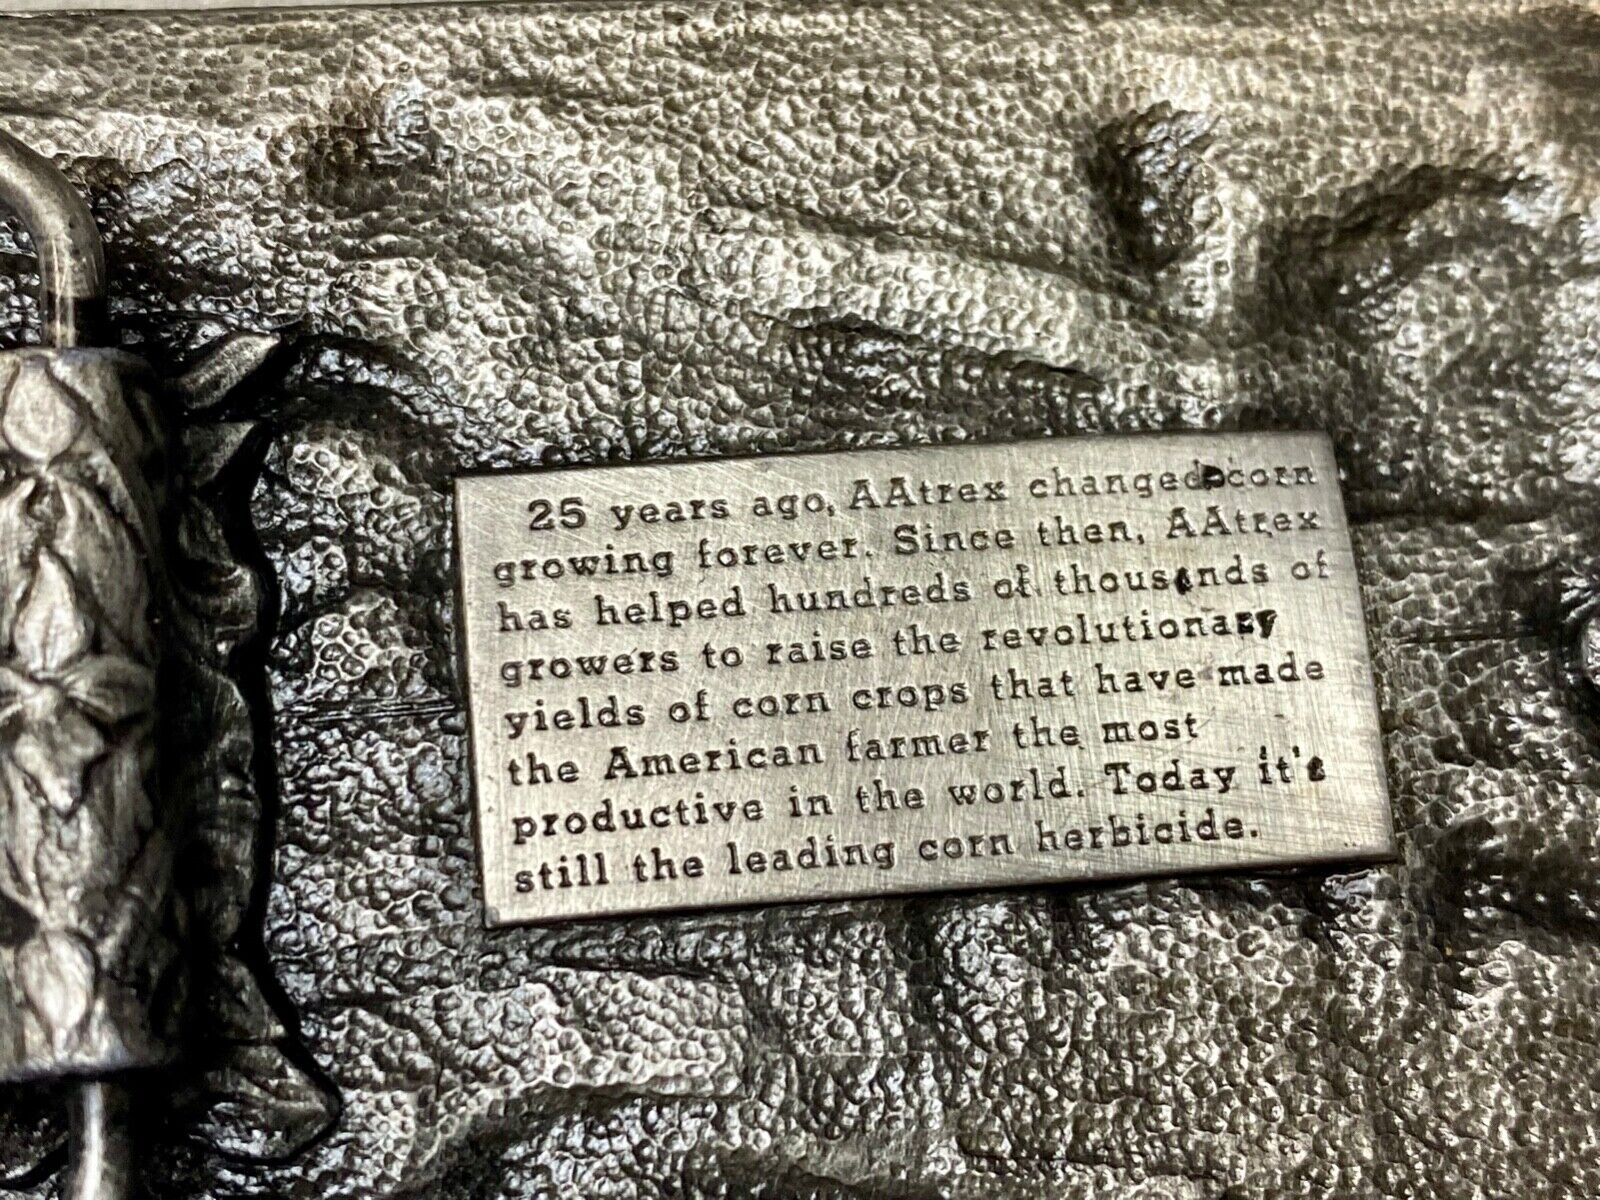 25 years ago, AAtrex changed corn
growing forever. Since then, AAtrex
has helped hundreds of thousands of
growers to raise the revolutionary
yields of corn crops that have made
the American farmer the most
productive in the world. Today it's
still the leading corn herbicide.